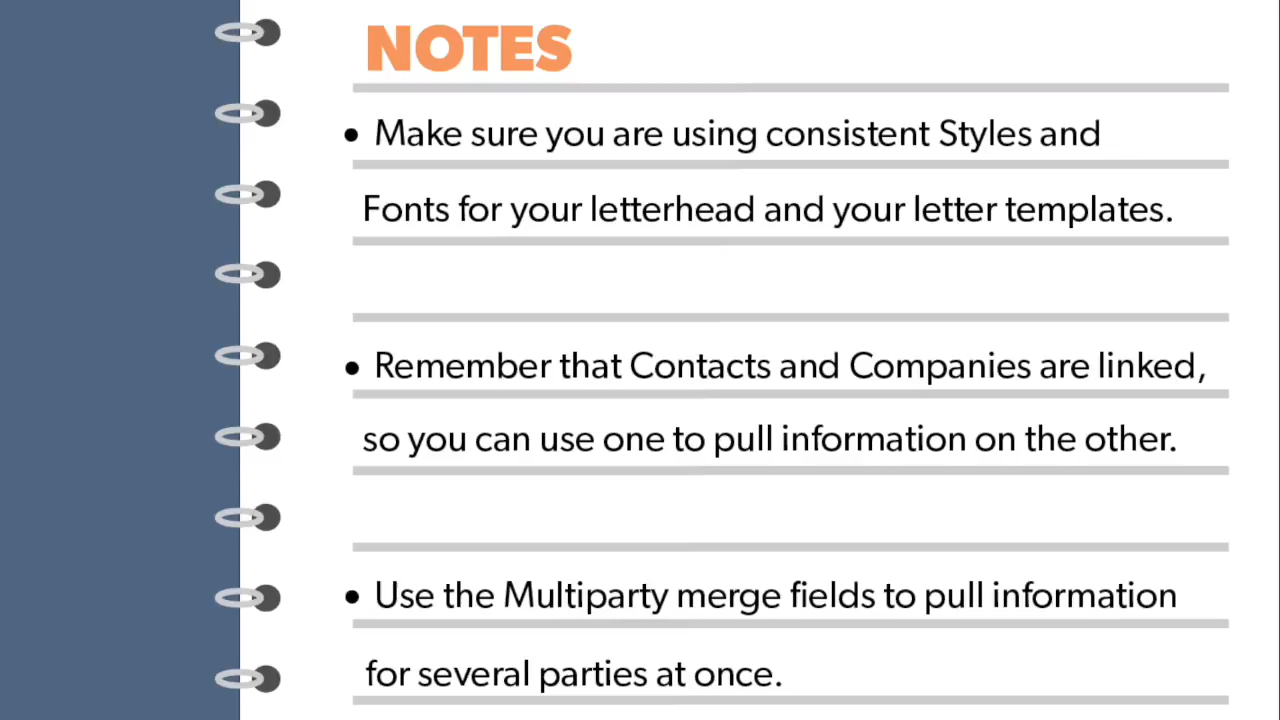 NOTES
• Make sure you are using consistent Styles and
Fonts for your letterhead and your letter templates.
• Remember that Contacts and Companies are linked,
so you can use one to pull information on the other.
• Use the Multiparty merge fields to pull information
for several parties at once.